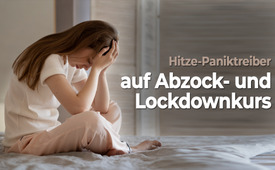 Hitze-Paniktreiber
auf Abzock- und
Lockdownkurs